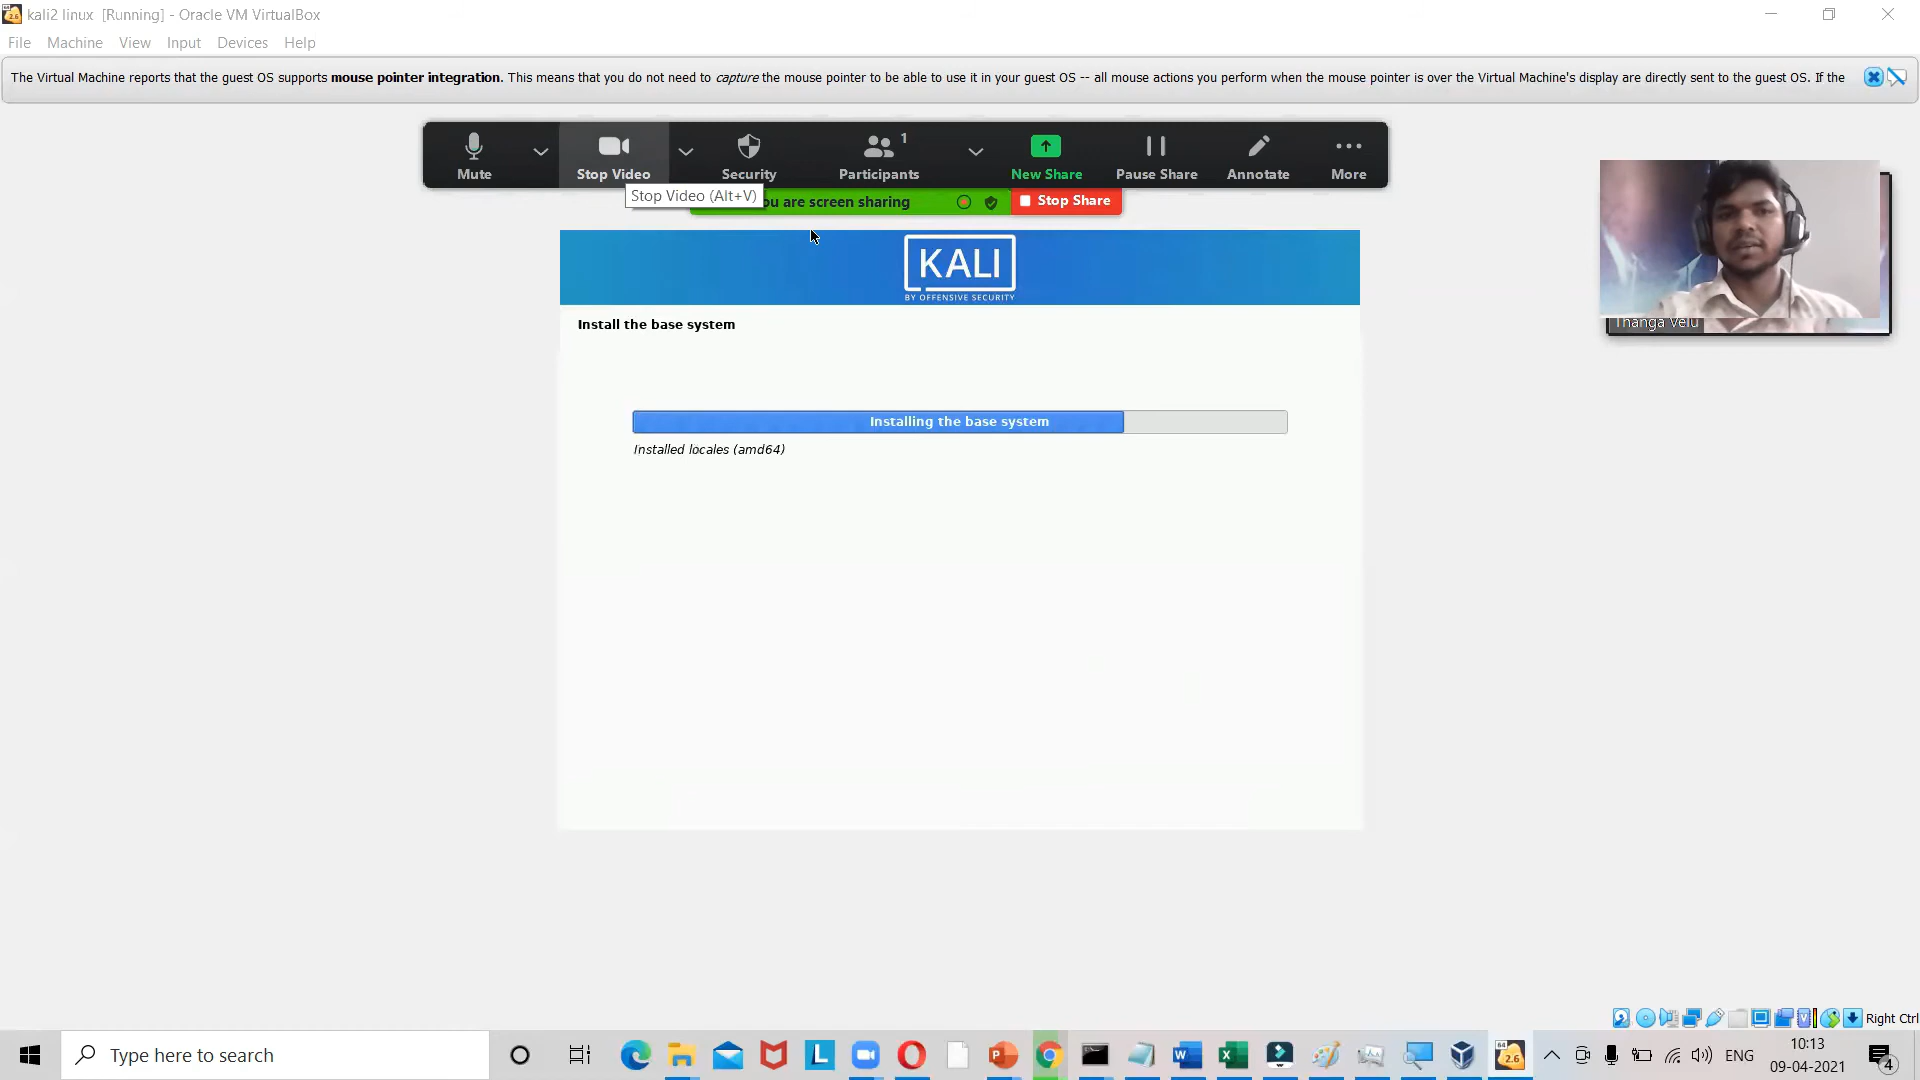 kali2 linux [Running] - Oracle VM VirtualBox
File Machine View Input Devices Help
The Virtual Machine reports that the guest OS supports mouse pointer integration. This means that you do not need to capture the mouse pointer to be able to use it in your guest OS -- all mouse actions you perform when the mouse pointer is over the Virtual Machine's display are directly sent to the guest OS. If the
1
Mute Stop Video Security Participants New Share Pause Share Annotate More
Stop Video (Alt+V)
ou are screen sharing Stop Share
KALI
BY OFFENSIVE SECURITY
Thanga Velu
Install the base system
Installing the base system
Installed locales (amd64)
Right Ctrl
Type here to search
ENG
10:13
09-04-2021
4
64
2.6